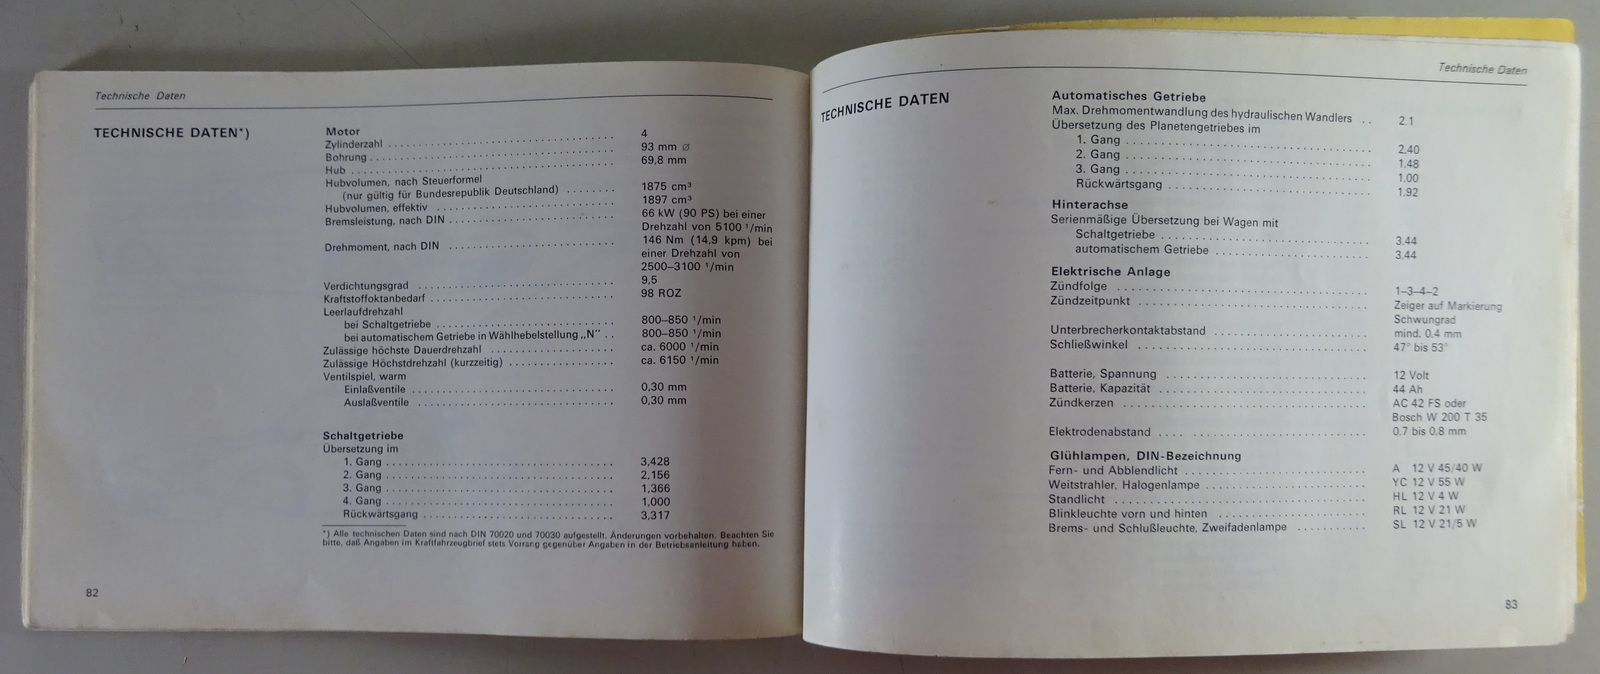 Technische Daten
TECHNISCHE DATEN*)
Motor
Zylinderzahl ........ 4
Bohrung ........ 93 mm ∅
Hub ........ 69,8 mm
Hubvolumen, nach Steuerformel
(nur gültig für Bundesrepublik Deutschland) ........ 1875 cm³
Hubvolumen, effektiv ........ 1897 cm³
Bremsleistung, nach DIN ........ 66 kW (90 PS) bei einer
Drehzahl von 5100 ¹/min
Drehmoment, nach DIN ........ 146 Nm (14,9 kpm) bei
einer Drehzahl von
2500–3100 ¹/min
Verdichtungsgrad ........ 9,5
Kraftstoffoktanbedarf ........ 98 ROZ
Leerlaufdrehzahl
bei Schaltgetriebe ........ 800–850 ¹/min
bei automatischem Getriebe in Wählhebelstellung „N" .. 800–850 ¹/min
Zulässige höchste Dauerdrehzahl ........ ca. 6000 ¹/min
Zulässige Höchstdrehzahl (kurzzeitig) ........ ca. 6150 ¹/min
Ventilspiel, warm
Einlaßventile ........ 0,30 mm
Auslaßventile ........ 0,30 mm
Schaltgetriebe
Übersetzung im
1. Gang ........ 3,428
2. Gang ........ 2,156
3. Gang ........ 1,366
4. Gang ........ 1,000
Rückwärtsgang ........ 3,317
*) Alle technischen Daten sind nach DIN 70020 und 70030 aufgestellt. Änderungen vorbehalten. Beachten Sie
bitte, daß Angaben im Kraftfahrzeugbrief stets Vorrang gegenüber Angaben in der Betriebsanleitung haben.
82
Technische Daten
TECHNISCHE DATEN
Automatisches Getriebe
Max. Drehmomentwandlung des hydraulischen Wandlers .. 2.1
Übersetzung des Planetengetriebes im
1. Gang ........ 2,40
2. Gang ........ 1,48
3. Gang ........ 1,00
Rückwärtsgang ........ 1,92
Hinterachse
Serienmäßige Übersetzung bei Wagen mit
Schaltgetriebe ........ 3,44
automatischem Getriebe ........ 3,44
Elektrische Anlage
Zündfolge ........ 1–3–4–2
Zündzeitpunkt ........ Zeiger auf Markierung
Schwungrad
Unterbrecherkontaktabstand ........ mind. 0,4 mm
Schließwinkel ........ 47° bis 53°
Batterie, Spannung ........ 12 Volt
Batterie, Kapazität ........ 44 Ah
Zündkerzen ........ AC 42 FS oder
Bosch W 200 T 35
Elektrodenabstand ........ 0,7 bis 0,8 mm
Glühlampen, DIN-Bezeichnung
Fern- und Abblendlicht ........ A 12 V 45/40 W
Weitstrahler, Halogenlampe ........ YC 12 V 55 W
Standlicht ........ HL 12 V 4 W
Blinkleuchte vorn und hinten ........ RL 12 V 21 W
Brems- und Schlußleuchte, Zweifadenlampe ........ SL 12 V 21/5 W
83